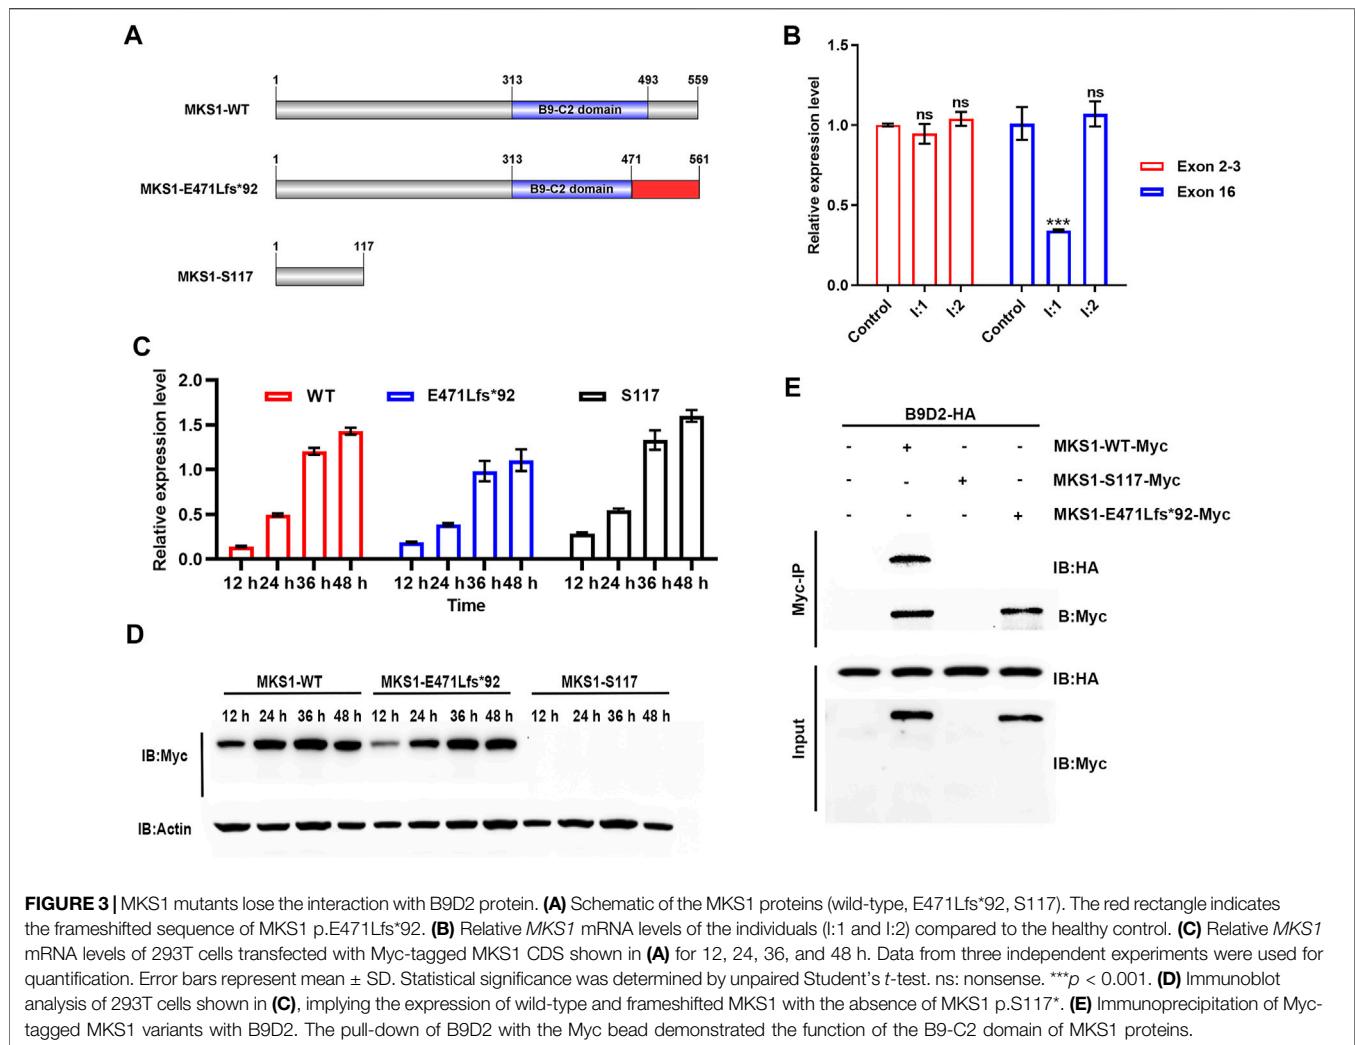 A
1 313 493 559
MKS1-WT B9-C2 domain
1 313 471 561
MKS1-E471Lfs*92 B9-C2 domain
1 117
MKS1-S117
B
Relative expression level
1.5
1.0
0.5
0.0
ns ns *** ns
Control I:1 I:2 Control I:1 I:2
Exon 2-3
Exon 16
C
Relative expression level
2.0
1.5
1.0
0.5
0.0
WT E471Lfs*92 S117
12 h 24 h 36 h 48 h 12 h 24 h 36 h 48 h 12 h 24 h 36 h 48 h
Time
D
MKS1-WT MKS1-E471Lfs*92 MKS1-S117
12 h 24 h 36 h 48 h 12 h 24 h 36 h 48 h 12 h 24 h 36 h 48 h
IB:Myc
IB:Actin
E
B9D2-HA
- + - - MKS1-WT-Myc
- - + - MKS1-S117-Myc
- - - + MKS1-E471Lfs*92-Myc
Myc-IP
IB:HA
B:Myc
Input
IB:HA
IB:Myc
FIGURE 3 | MKS1 mutants lose the interaction with B9D2 protein. (A) Schematic of the MKS1 proteins (wild-type, E471Lfs*92, S117). The red rectangle indicates
the frameshifted sequence of MKS1 p.E471Lfs*92. (B) Relative MKS1 mRNA levels of the individuals (I:1 and I:2) compared to the healthy control. (C) Relative MKS1
mRNA levels of 293T cells transfected with Myc-tagged MKS1 CDS shown in (A) for 12, 24, 36, and 48 h. Data from three independent experiments were used for
quantification. Error bars represent mean ± SD. Statistical significance was determined by unpaired Student's t-test. ns: nonsense. ***p < 0.001. (D) Immunoblot
analysis of 293T cells shown in (C), implying the expression of wild-type and frameshifted MKS1 with the absence of MKS1 p.S117*. (E) Immunoprecipitation of Myc-
tagged MKS1 variants with B9D2. The pull-down of B9D2 with the Myc bead demonstrated the function of the B9-C2 domain of MKS1 proteins.